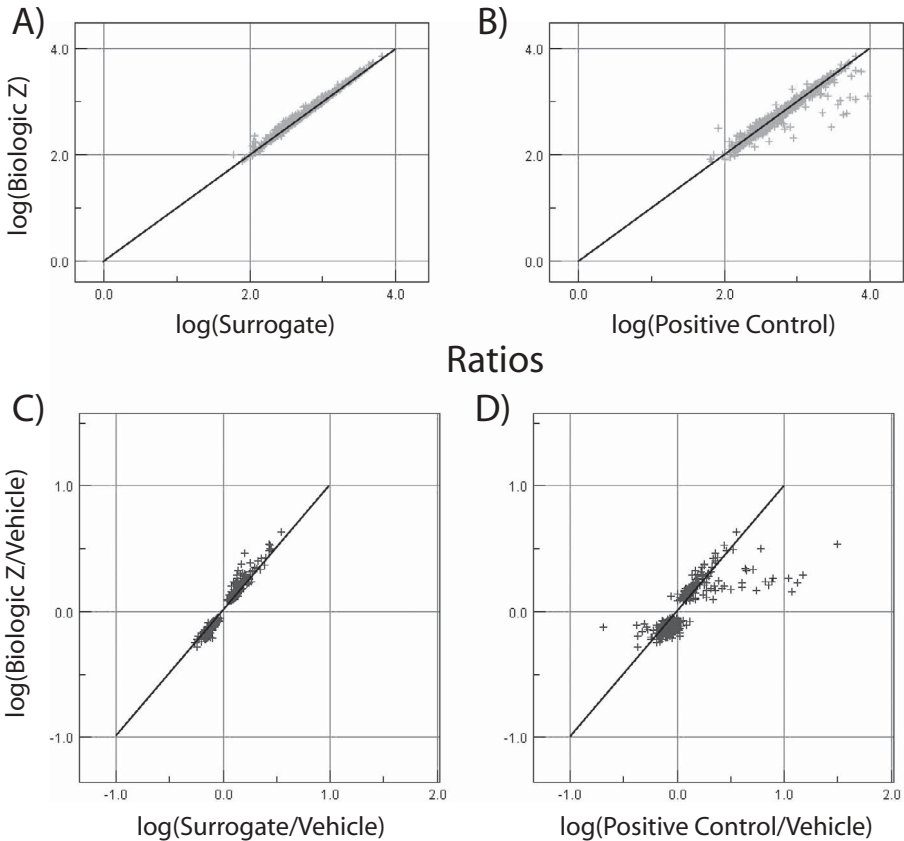 A)
4.0
2.0
0.0
0.0
2.0
4.0
log(Biologic Z)
log(Surrogate)
B)
4.0
2.0
0.0
0.0
2.0
4.0
log(Positive Control)
Ratios
C)
1.0
0.0
-1.0
-1.0
0.0
1.0
2.0
log(Biologic Z/Vehicle)
log(Surrogate/Vehicle)
D)
1.0
0.0
-1.0
-1.0
0.0
1.0
2.0
log(Positive Control/Vehicle)